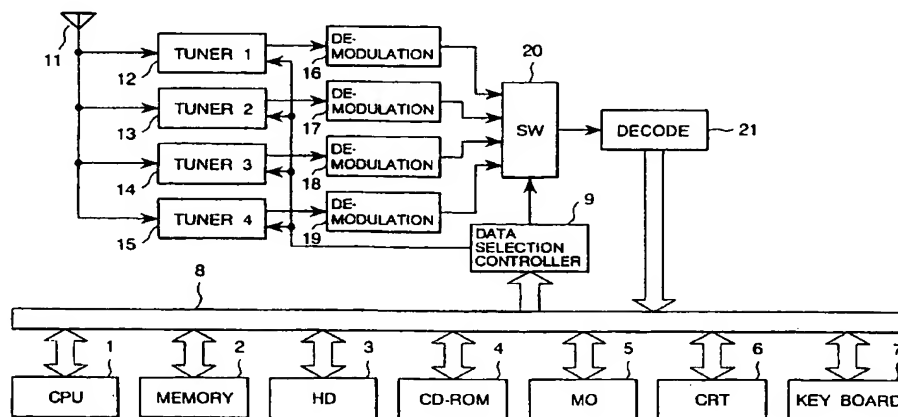 11
TUNER 1
12
DE-
MODULATION
16
20
SW
DECODE
21
TUNER 2
13
DE-
MODULATION
17
TUNER 3
14
DE-
MODULATION
18
TUNER 4
15
DE-
MODULATION
19
9
DATA
SELECTION
CONTROLLER
8
1
CPU
2
MEMORY
3
HD
4
CD-ROM
5
MO
6
CRT
7
KEY BOARD